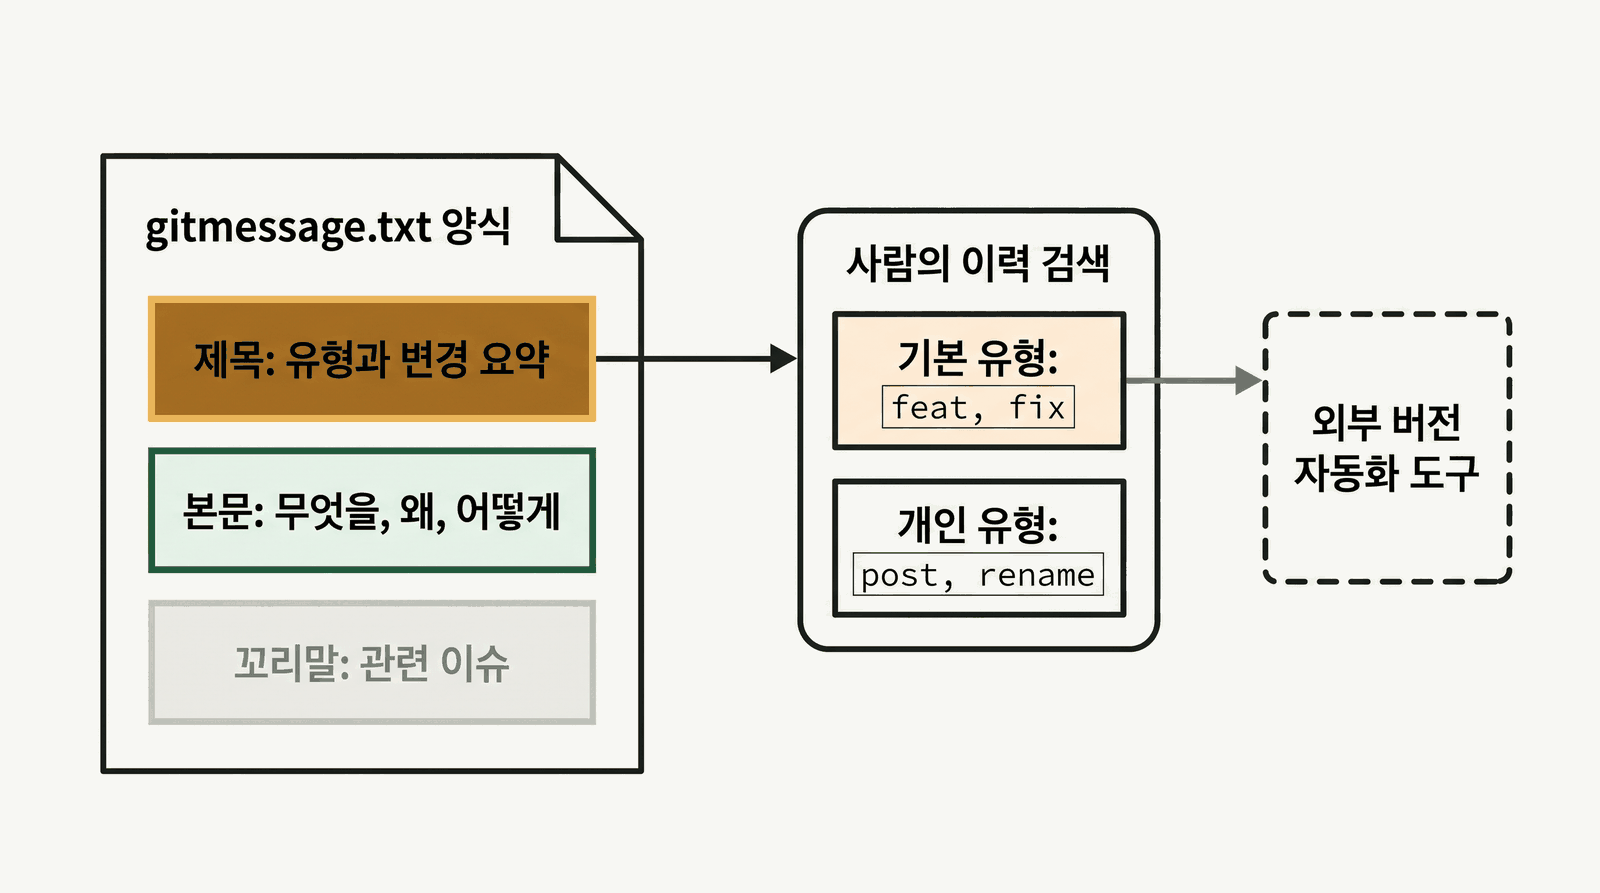 gitmessage.txt 양식
제목: 유형과 변경 요약
본문: 무엇을, 왜, 어떻게
꼬리말: 관련 이슈
사람의 이력 검색
기본 유형:
feat, fix
개인 유형:
post, rename
외부 버전
자동화 도구